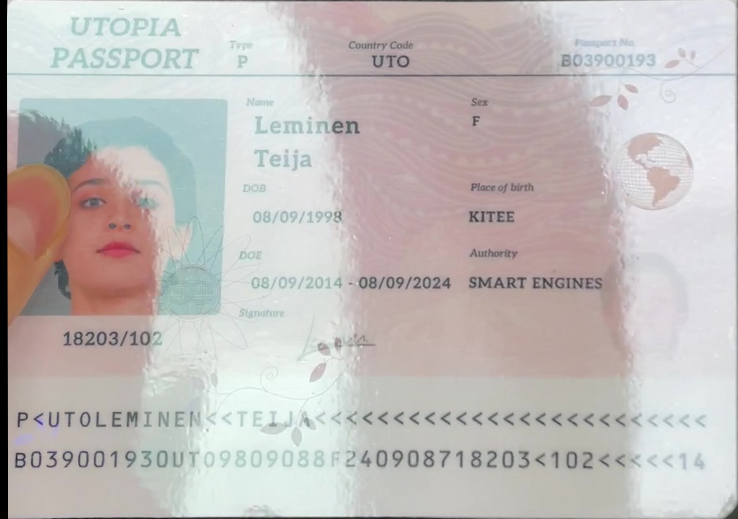 UTOPIA
PASSPORT
Type
P
Country Code
UTO
Passport No.
B03900193
Name
Leminen
Teija
Sex
F
DOB
08/09/1998
Place of birth
KITEE
DOE
08/09/2014 - 08/09/2024
Authority
SMART ENGINES
Signature
18203/102
P<UTOLEMINEN<<TEIJA<<<<<<<<<<<<<<<<<<<<<<<<<
B039001930UTO9809088F240908718203<102<<<<<14